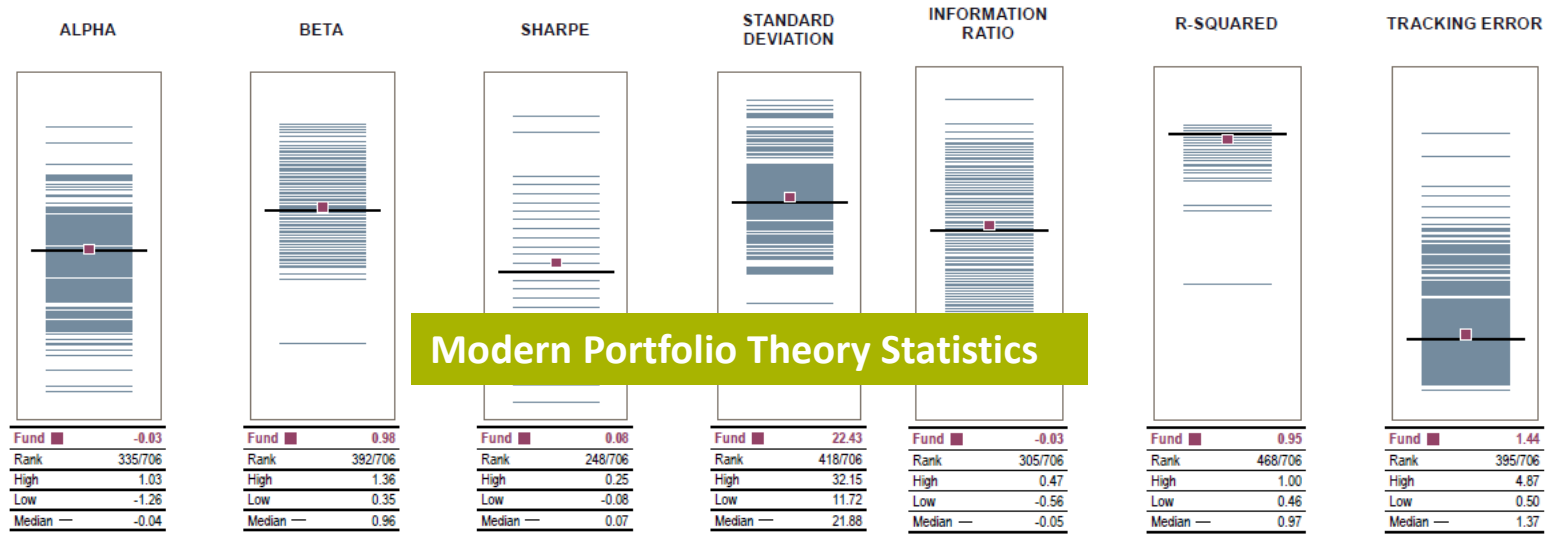 ALPHA
BETA
SHARPE
STANDARD
DEVIATION
INFORMATION
RATIO
R-SQUARED
TRACKING ERROR
Modern Portfolio Theory Statistics
Fund -0.03
Rank 335/706
High 1.03
Low -1.26
Median — -0.04
Fund 0.98
Rank 392/706
High 1.36
Low 0.35
Median — 0.96
Fund 0.08
Rank 248/706
High 0.25
Low -0.08
Median — 0.07
Fund 22.43
Rank 418/706
High 32.15
Low 11.72
Median — 21.88
Fund -0.03
Rank 305/706
High 0.47
Low -0.56
Median — -0.05
Fund 0.95
Rank 468/706
High 1.00
Low 0.46
Median — 0.97
Fund 1.44
Rank 395/706
High 4.87
Low 0.50
Median — 1.37